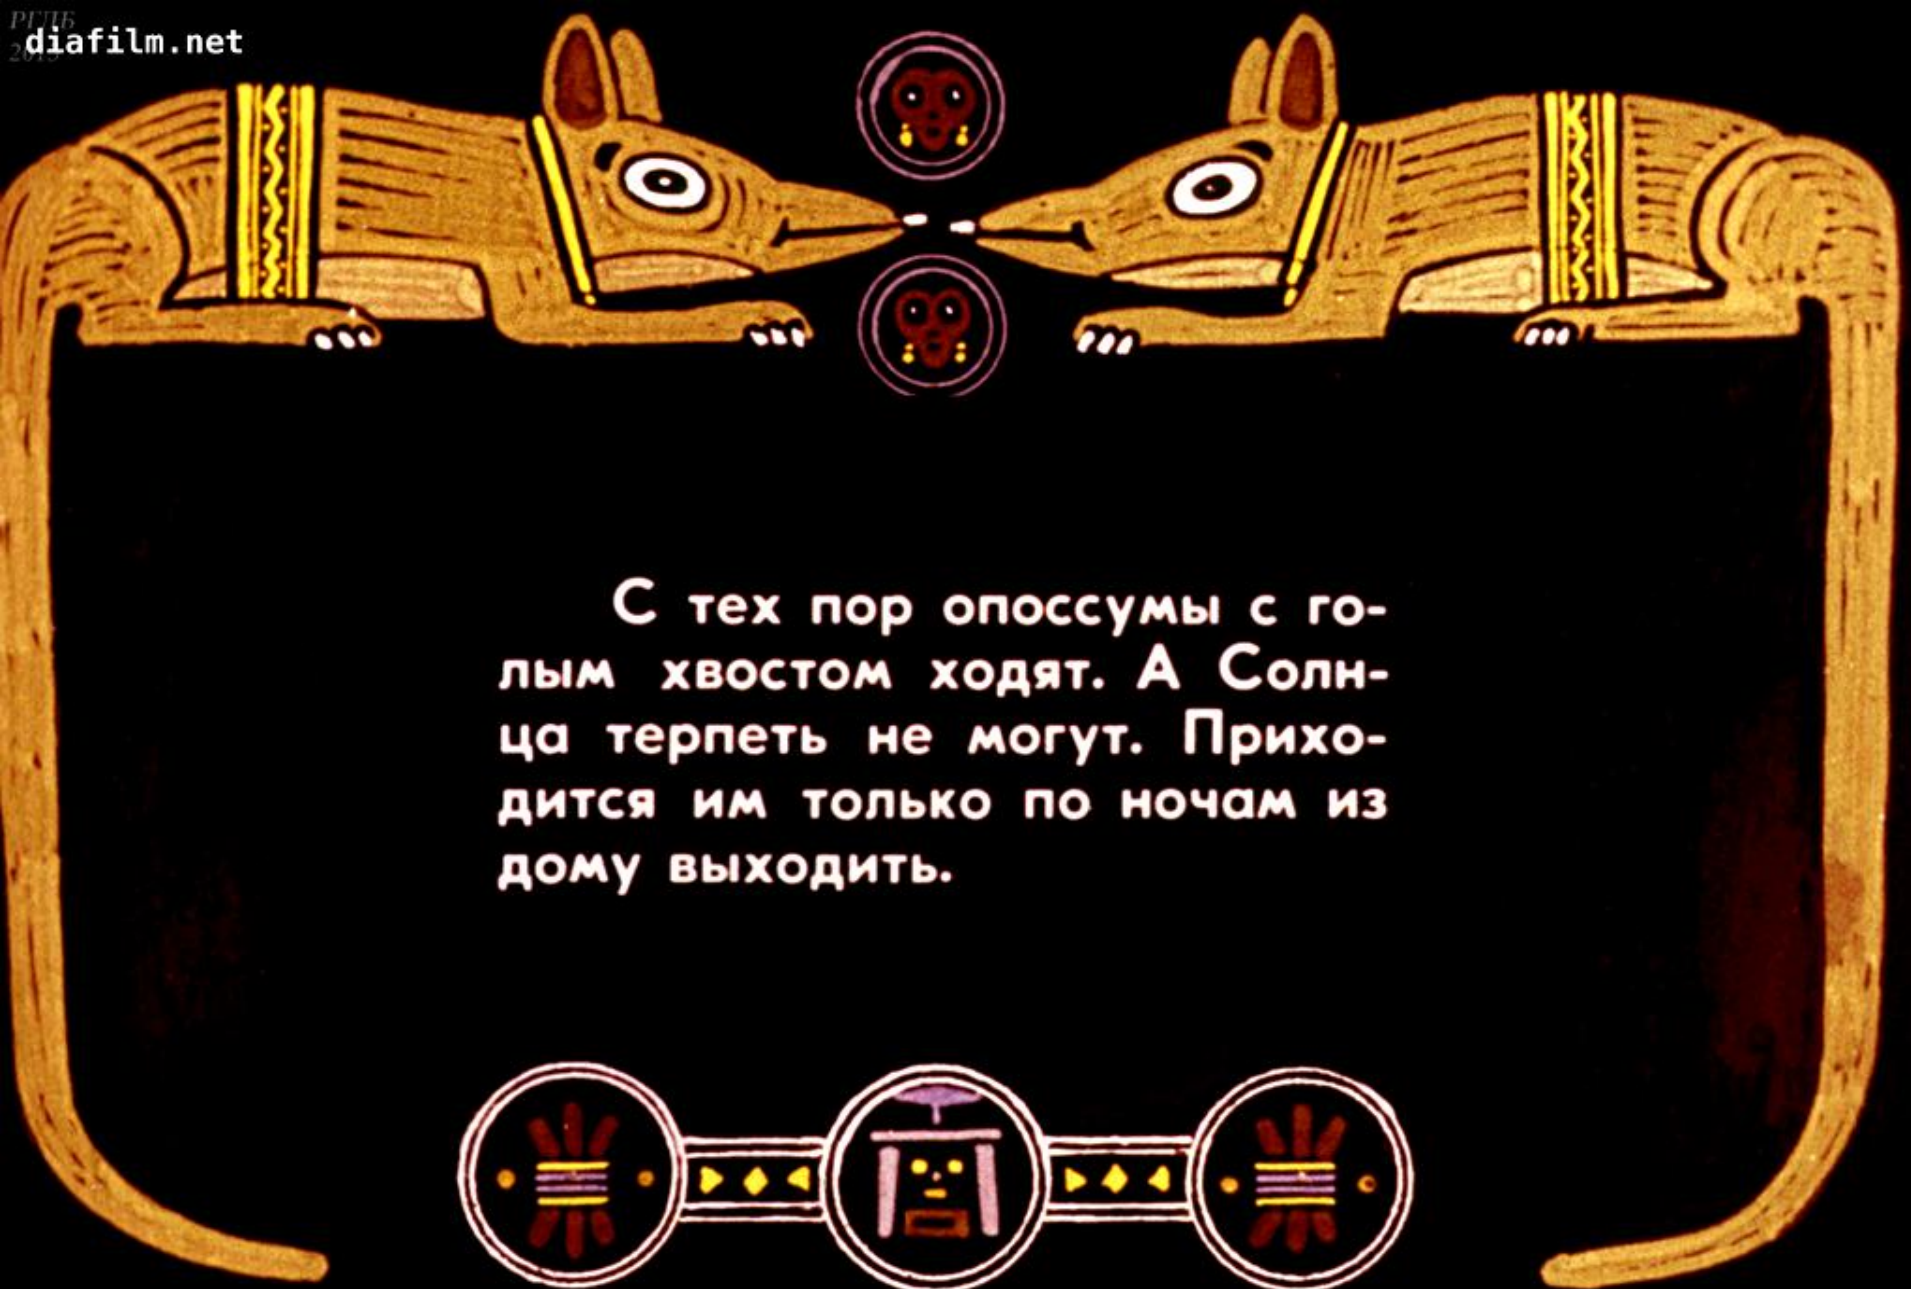 РГДБ
diafilm.net
С тех пор опоссумы с го-
лым хвостом ходят. А Солн-
ца терпеть не могут. Прихо-
дится им только по ночам из
дому выходить.